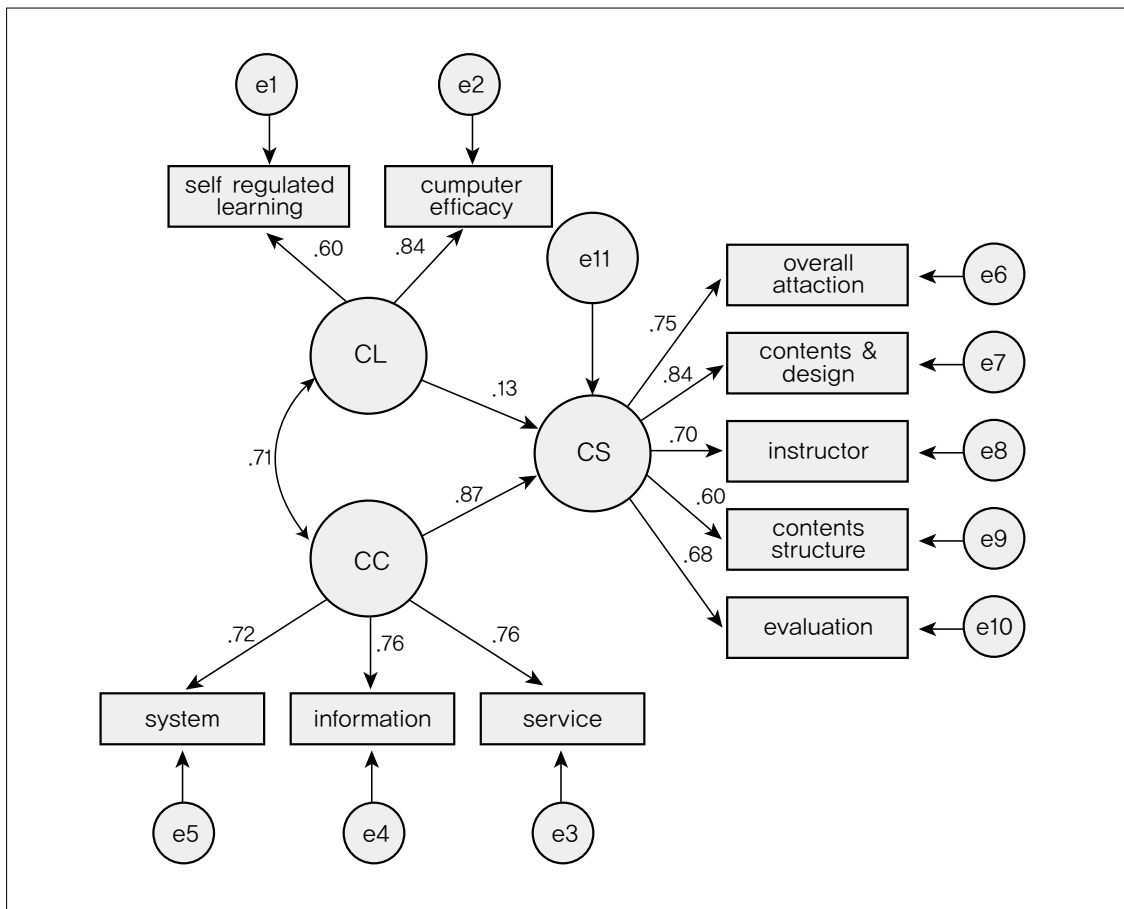 e1
e2
self regulated
learning
cumputer
efficacy
.60
.84
e11
overall
attaction
e6
.75
CL
contents &
design
e7
.84
.13
CS
.70
instructor
e8
.71
.87
.60
contents
structure
e9
CC
.68
evaluation
e10
.72
.76
.76
system
information
service
e5
e4
e3